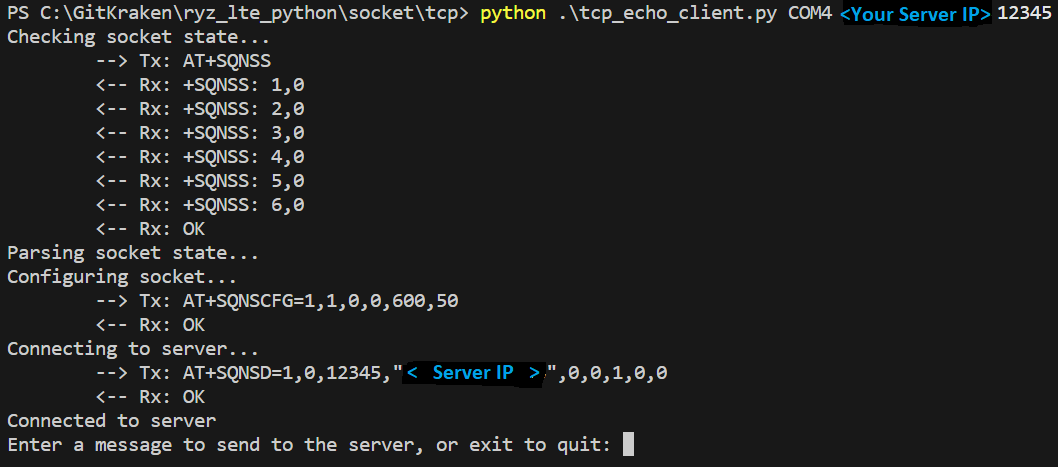 PS C:\GitKraken\ryz_lte_python\socket\tcp> python .\tcp_echo_client.py COM4 <Your Server IP> 12345
Checking socket state...
--> Tx: AT+SQNSS
<-- Rx: +SQNSS: 1,0
<-- Rx: +SQNSS: 2,0
<-- Rx: +SQNSS: 3,0
<-- Rx: +SQNSS: 4,0
<-- Rx: +SQNSS: 5,0
<-- Rx: +SQNSS: 6,0
<-- Rx: OK
Parsing socket state...
Configuring socket...
--> Tx: AT+SQNSCFG=1,1,0,0,600,50
<-- Rx: OK
Connecting to server...
--> Tx: AT+SQNSD=1,0,12345,"< Server IP >",0,0,1,0,0
<-- Rx: OK
Connected to server
Enter a message to send to the server, or exit to quit: